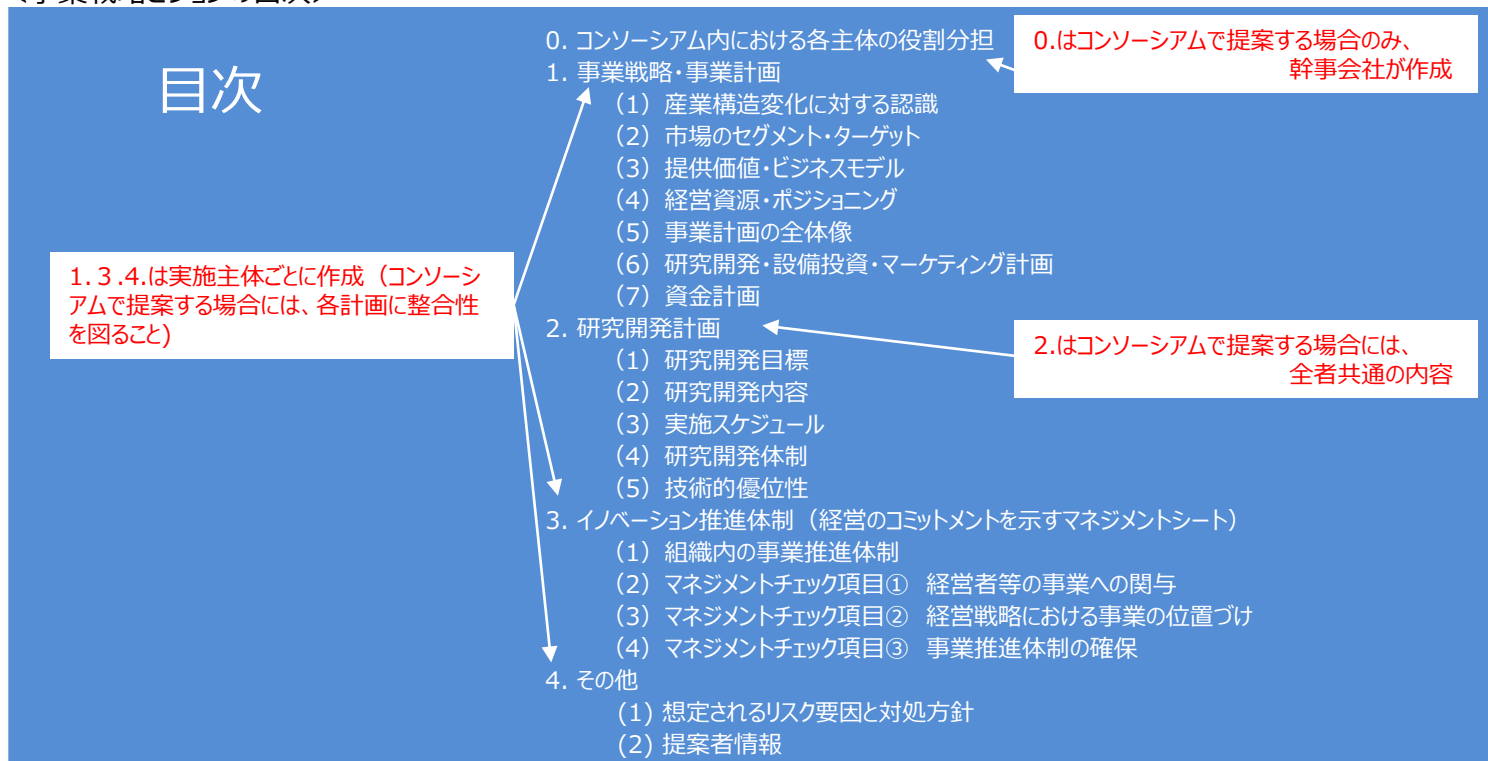 目次
0. コンソーシアム内における各主体の役割分担
0.はコンソーシアムで提案する場合のみ、
幹事会社が作成
1. 事業戦略・事業計画
（1）産業構造変化に対する認識
（2）市場のセグメント・ターゲット
（3）提供価値・ビジネスモデル
（4）経営資源・ポジショニング
（5）事業計画の全体像
（6）研究開発・設備投資・マーケティング計画
（7）資金計画
1.３.4.は実施主体ごとに作成（コンソーシ
アムで提案する場合には、各計画に整合性
を図ること)
2. 研究開発計画
2.はコンソーシアムで提案する場合には、
全者共通の内容
（1）研究開発目標
（2）研究開発内容
（3）実施スケジュール
（4）研究開発体制
（5）技術的優位性
3. イノベーション推進体制（経営のコミットメントを示すマネジメントシート）
（1）組織内の事業推進体制
（2）マネジメントチェック項目① 経営者等の事業への関与
（3）マネジメントチェック項目② 経営戦略における事業の位置づけ
（4）マネジメントチェック項目③ 事業推進体制の確保
4. その他
(1) 想定されるリスク要因と対処方針
(2) 提案者情報